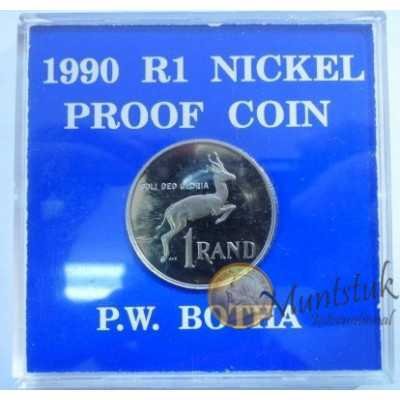 1990 R1 NICKEL
PROOF COIN
SOLI DEO GLORIA
1 RAND
P.W. BOTHA
Muntstuk
International